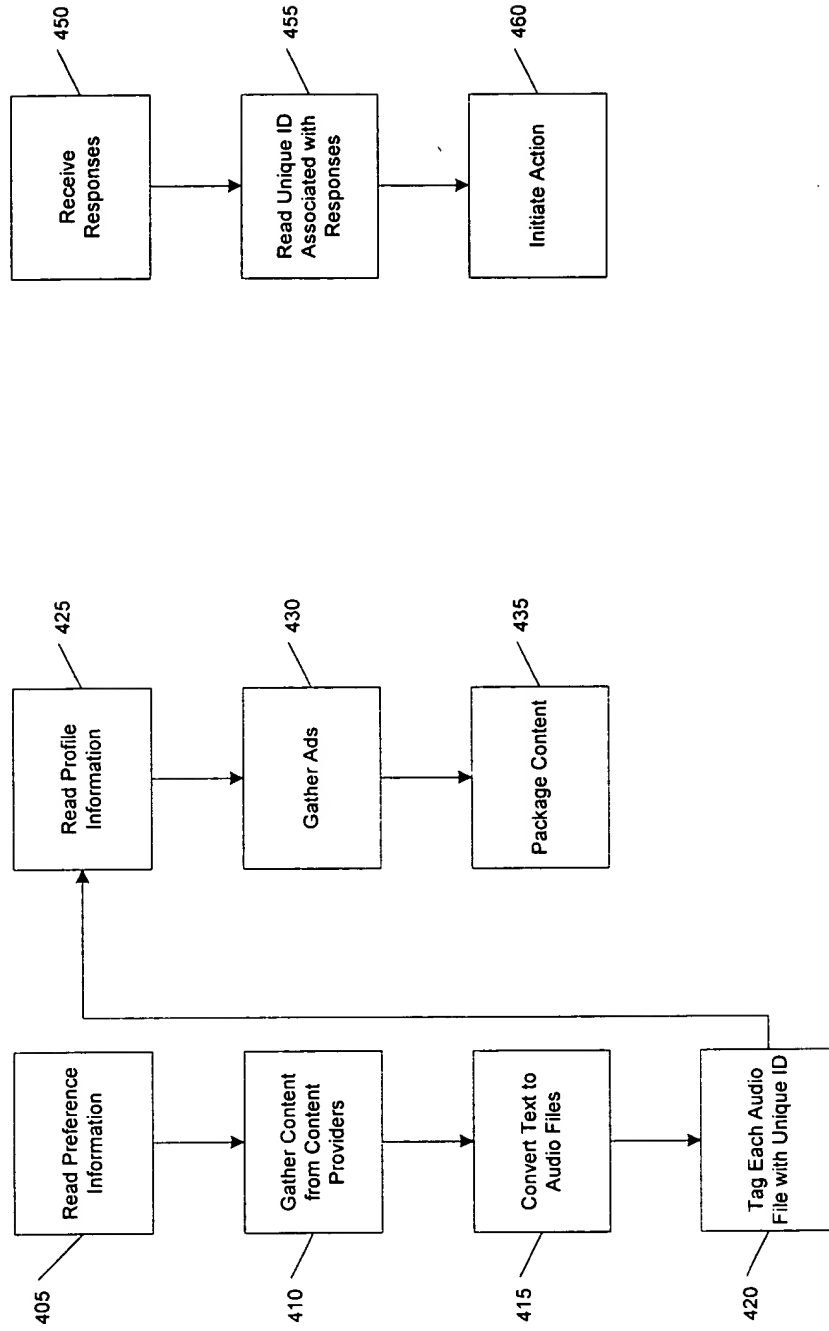 405
Read Preference
Information
410
Gather Content
from Content
Providers
415
Convert Text to
Audio Files
420
Tag Each Audio
File with Unique ID
425
Read Profile
Information
430
Gather Ads
435
Package Content
450
Receive
Responses
455
Read Unique ID
Associated with
Responses
460
Initiate Action